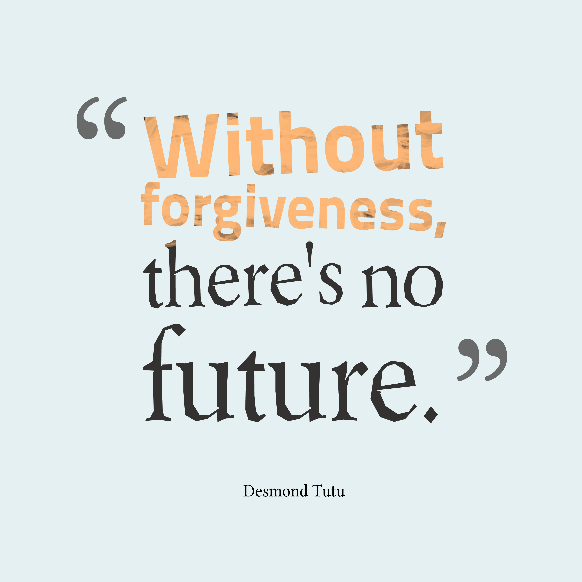 “Without
forgiveness,
there's no
future.”
Desmond Tutu